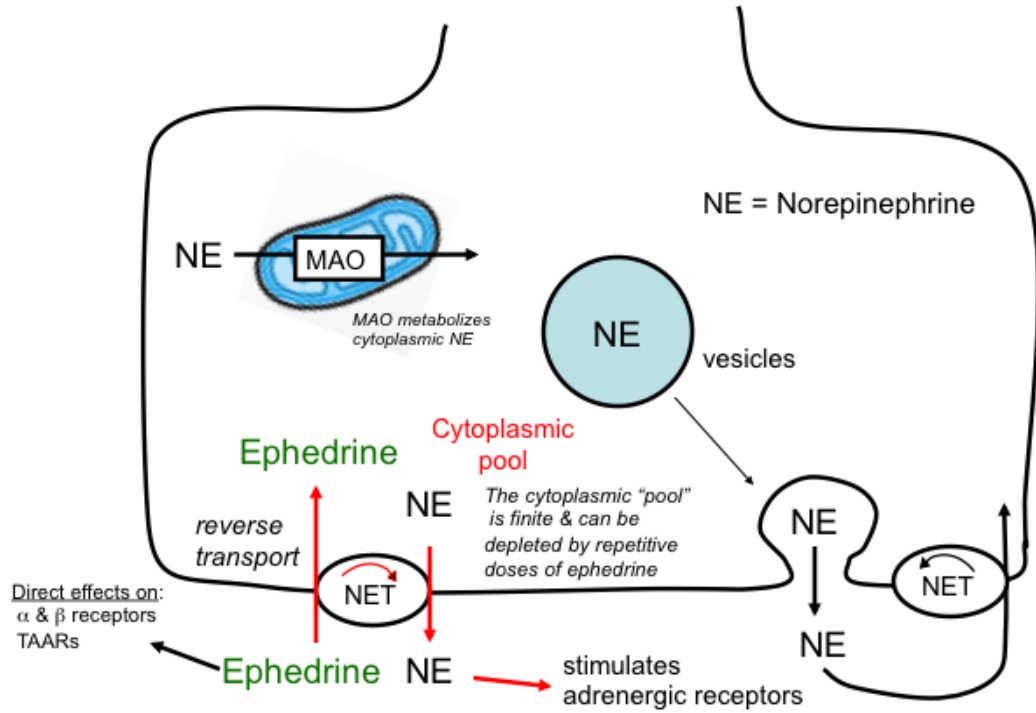 NE = Norepinephrine
NE
MAO
MAO metabolizes
cytoplasmic NE
NE
vesicles
Ephedrine
Cytoplasmic
pool
NE
The cytoplasmic “pool”
is finite & can be
depleted by repetitive
doses of ephedrine
reverse
transport
NE
NET
NET
Direct effects on:
α & β receptors
TAARs
Ephedrine
NE
stimulates
adrenergic receptors
NE